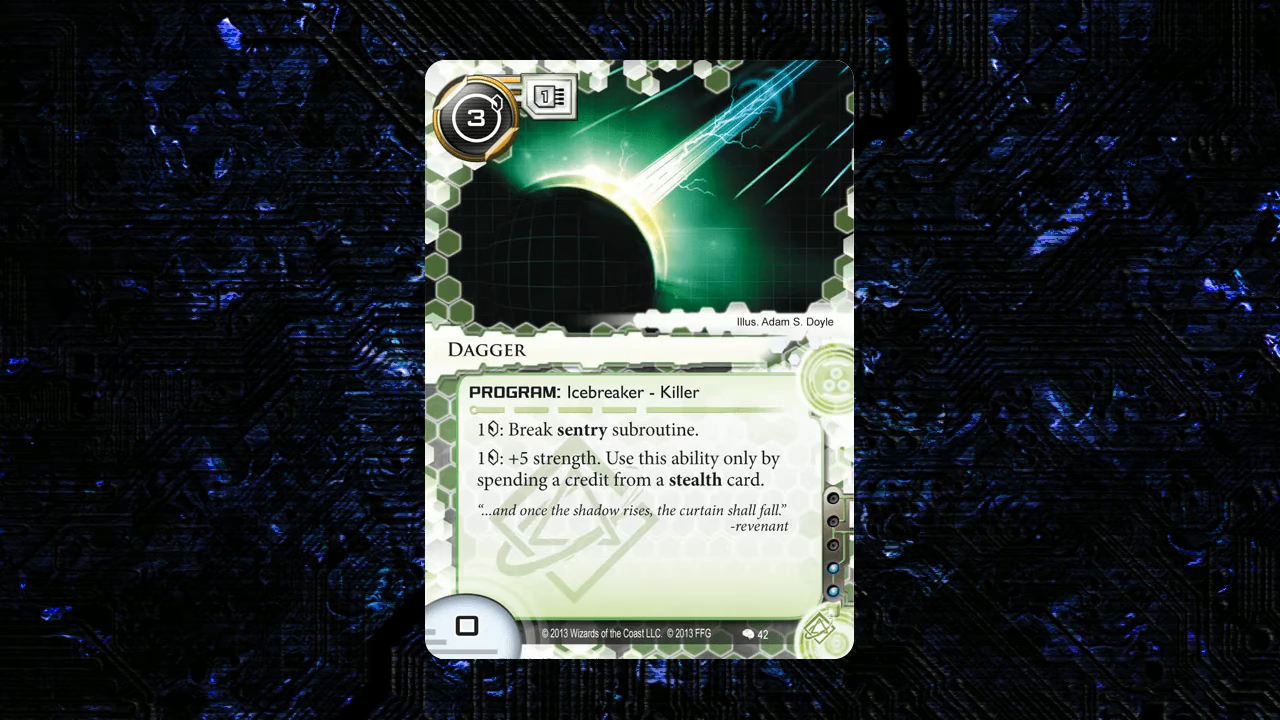 3
1
Illus. Adam S. Doyle
DAGGER
PROGRAM: Icebreaker - Killer
1: Break sentry subroutine.
1: +5 strength. Use this ability only by
spending a credit from a stealth card.
“...and once the shadow rises, the curtain shall fall.”
-revenant
0
© 2013 Wizards of the Coast LLC. © 2013 FFG
42